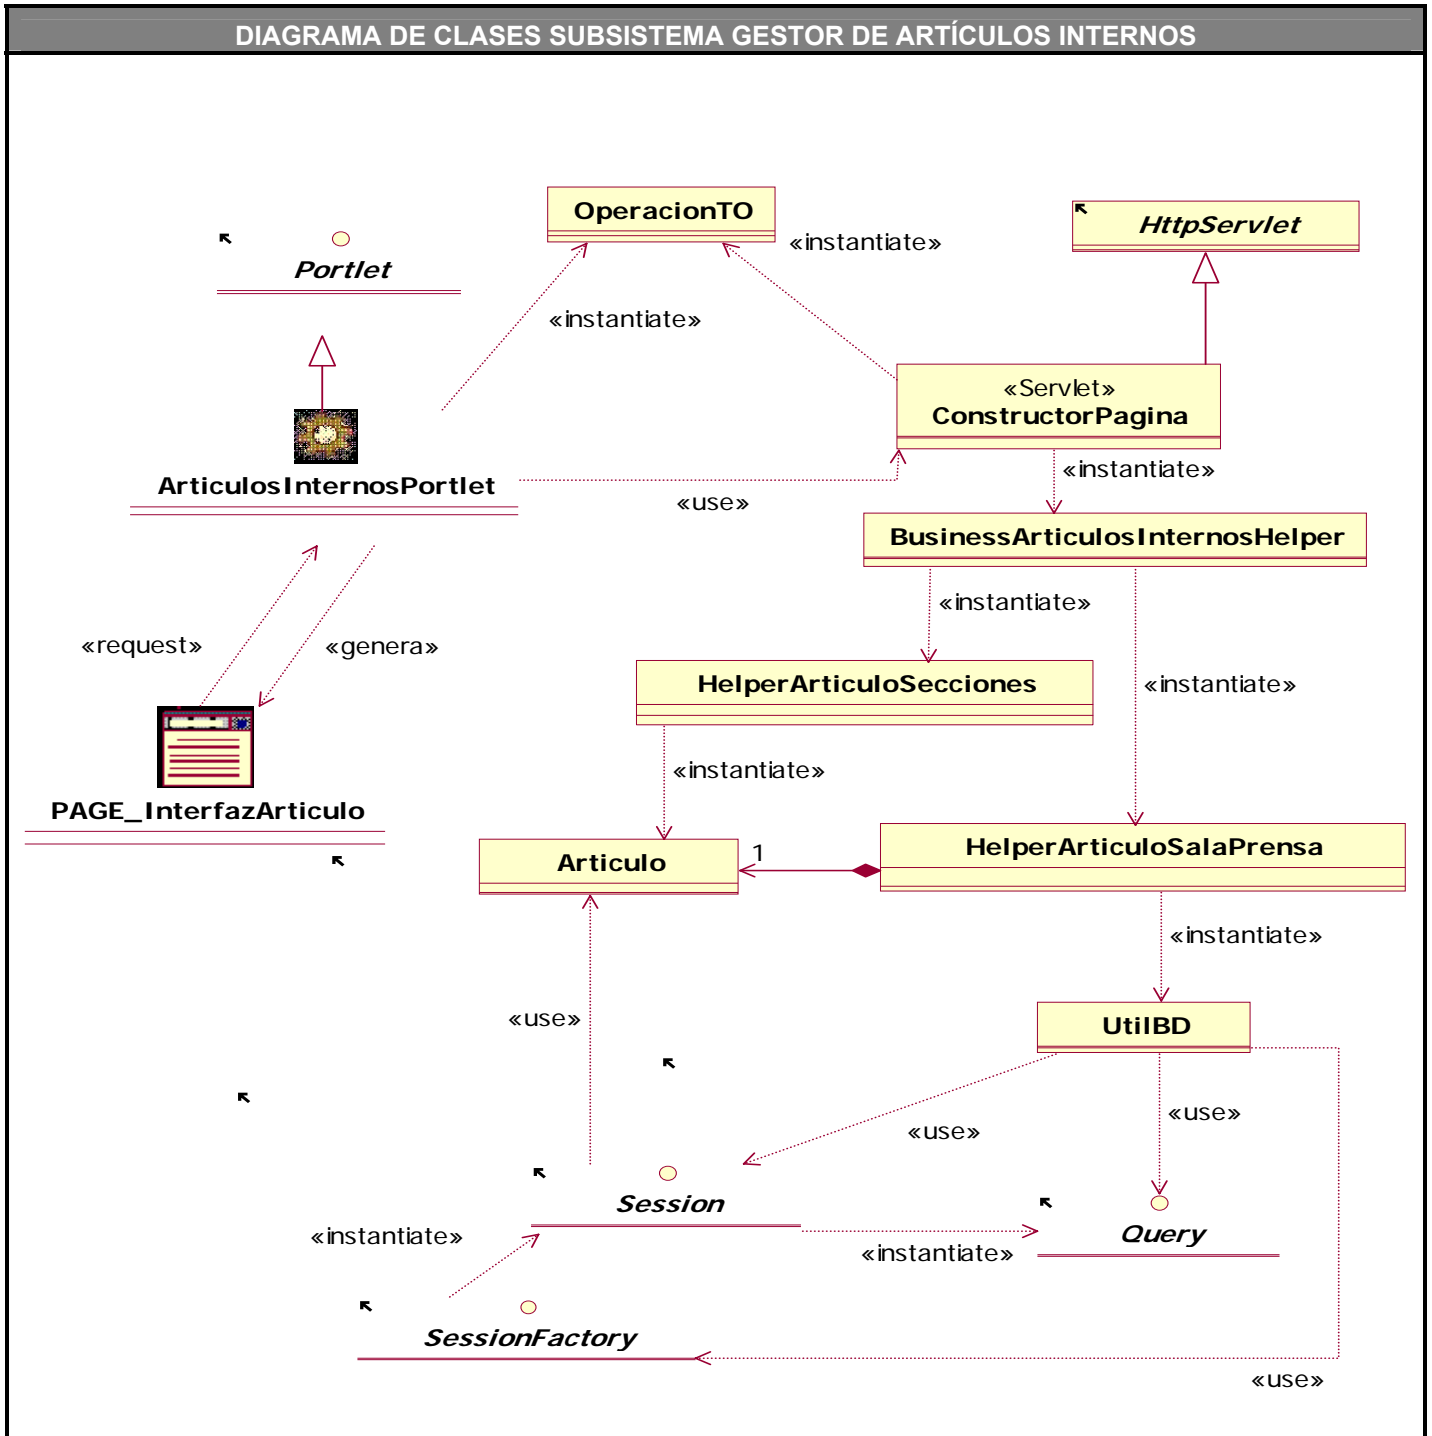 DIAGRAMA DE CLASES SUBSISTEMA GESTOR DE ARTÍCULOS INTERNOS
OperacionTO
HttpServlet
«instantiate»
Portlet
«instantiate»
«Servlet»
ConstructorPagina
«instantiate»
ArticulosInternosPortlet
«use»
BusinessArticulosInternosHelper
«instantiate»
«request»
«genera»
HelperArticuloSecciones
«instantiate»
«instantiate»
PAGE_InterfazArticulo
Articulo
1
HelperArticuloSalaPrensa
«instantiate»
«use»
UtilBD
«use»
«use»
Session
Query
«instantiate»
«instantiate»
SessionFactory
«use»